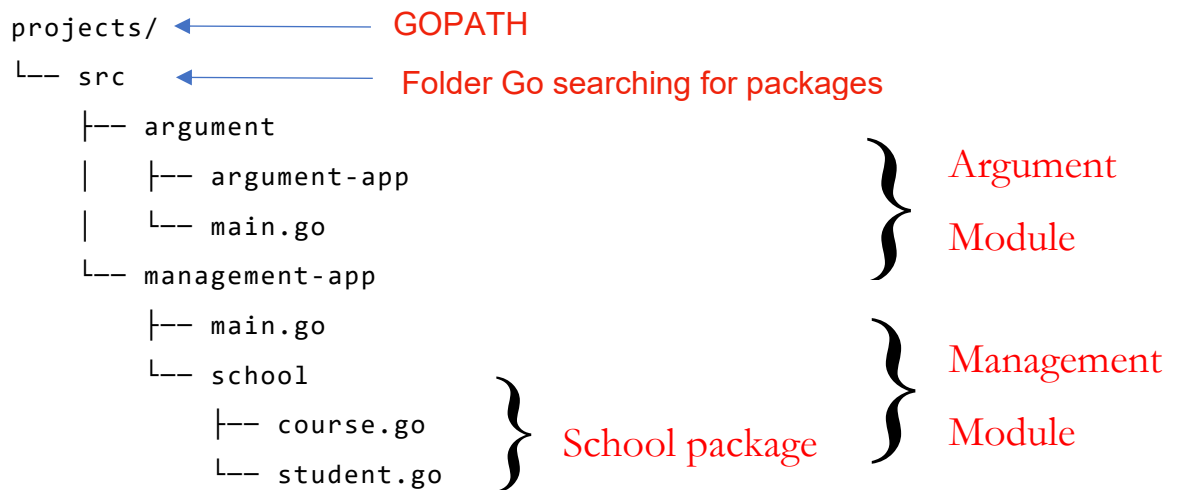 projects/ GOPATH
└── src Folder Go searching for packages
├── argument
│ ├── argument-app
│ └── main.go
Argument
Module
└── management-app
├── main.go
└── school
├── course.go
└── student.go
School package
Management
Module